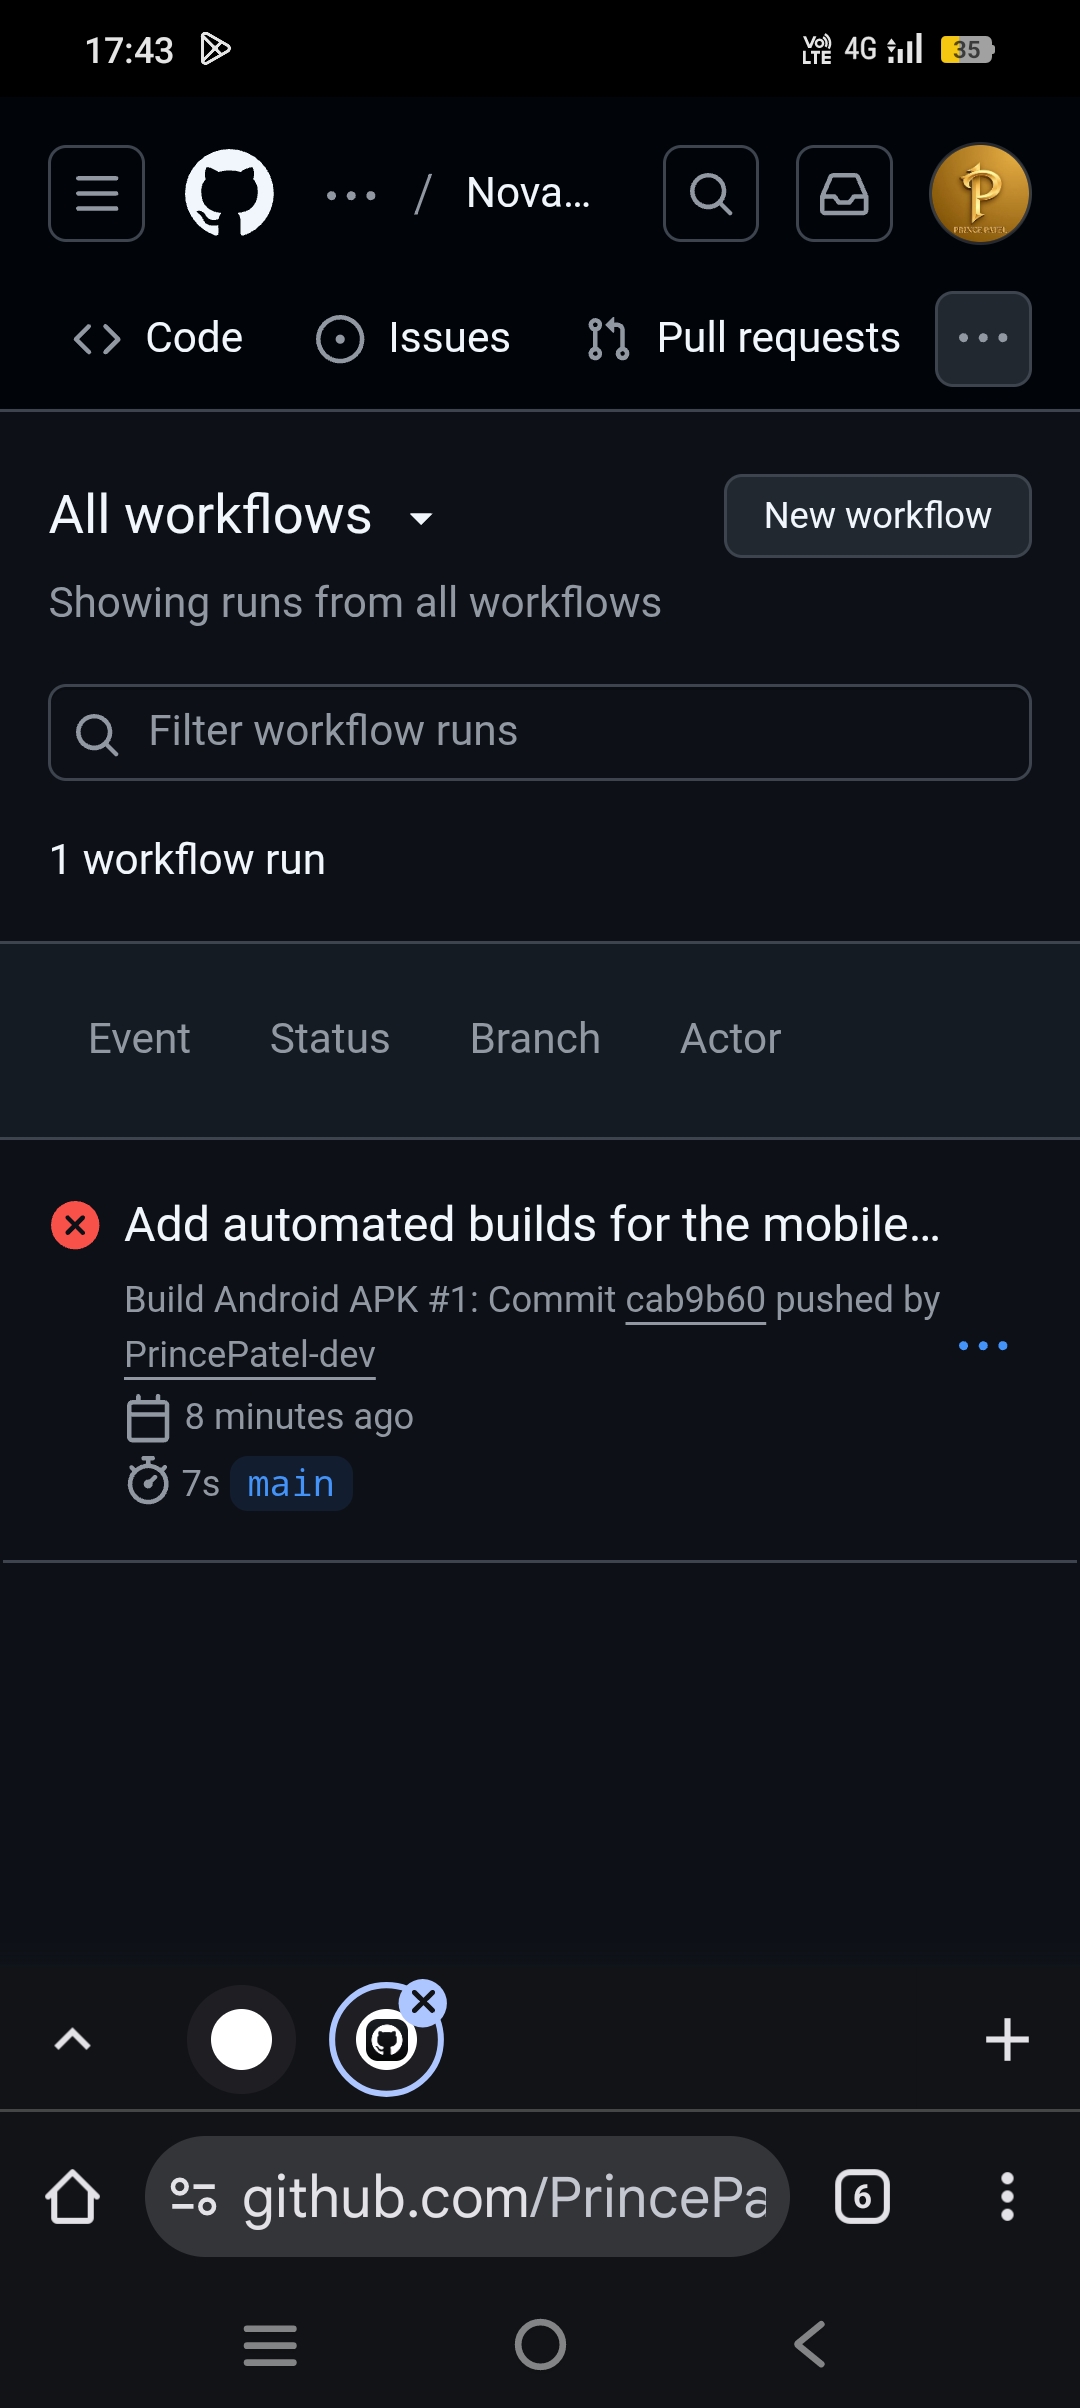 17:43
Vo)) LTE 4G 35
/ Nova...
PRINCE PATEL
Code Issues Pull requests
All workflows
New workflow
Showing runs from all workflows
Filter workflow runs
1 workflow run
Event Status Branch Actor
Add automated builds for the mobile...
Build Android APK #1: Commit cab9b60 pushed by
PrincePatel-dev
8 minutes ago
7s main
github.com/PrincePa
6